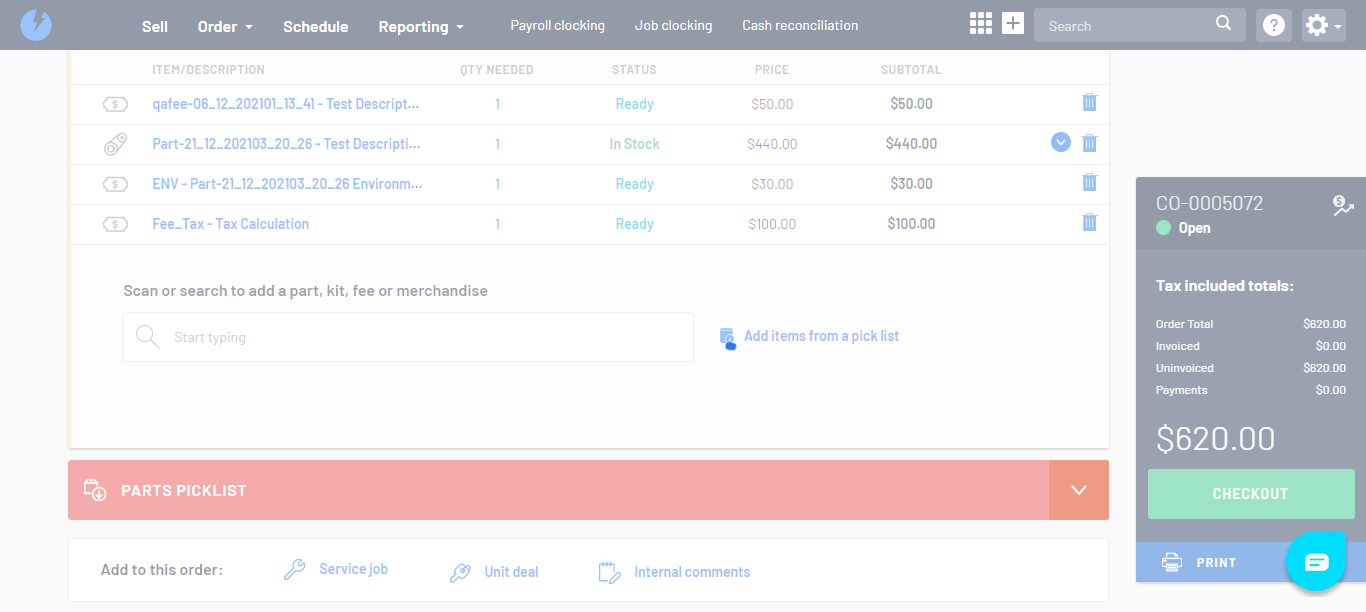 Sell Order Schedule Reporting Payroll clocking Job clocking Cash reconciliation Search
ITEM/DESCRIPTION QTY NEEDED STATUS PRICE SUBTOTAL
qafee-06_12_202101_13_41 - Test Descript... 1 Ready $50.00 $50.00
Part-21_12_202103_20_26 - Test Descripti... 1 In Stock $440.00 $440.00
ENV - Part-21_12_202103_20_26 Environm... 1 Ready $30.00 $30.00
Fee_Tax - Tax Calculation 1 Ready $100.00 $100.00
Scan or search to add a part, kit, fee or merchandise
Start typing
Add items from a pick list
PARTS PICKLIST
Add to this order: Service job Unit deal Internal comments
CO-0005072
Open
Tax included totals:
Order Total $620.00
Invoiced $0.00
Uninvoiced $620.00
Payments $0.00
$620.00
CHECKOUT
PRINT